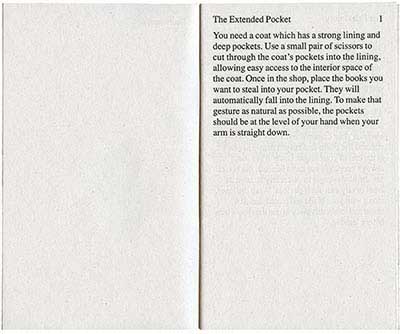 The Extended Pocket 1
You need a coat which has a strong lining and
deep pockets. Use a small pair of scissors to
cut through the coat's pockets into the lining,
allowing easy access to the interior space of
the coat. Once in the shop, place the books you
want to steal into your pocket. They will
automatically fall into the lining. To make that
gesture as natural as possible, the pockets
should be at the level of your hand when your
arm is straight down.